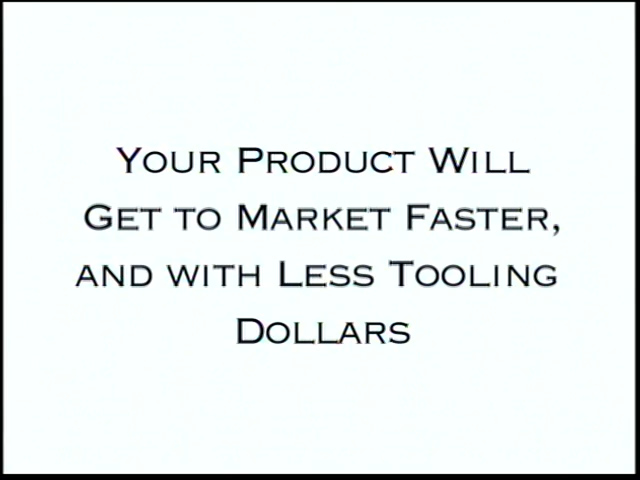 Your Product Will
Get to Market Faster,
and with Less Tooling
Dollars